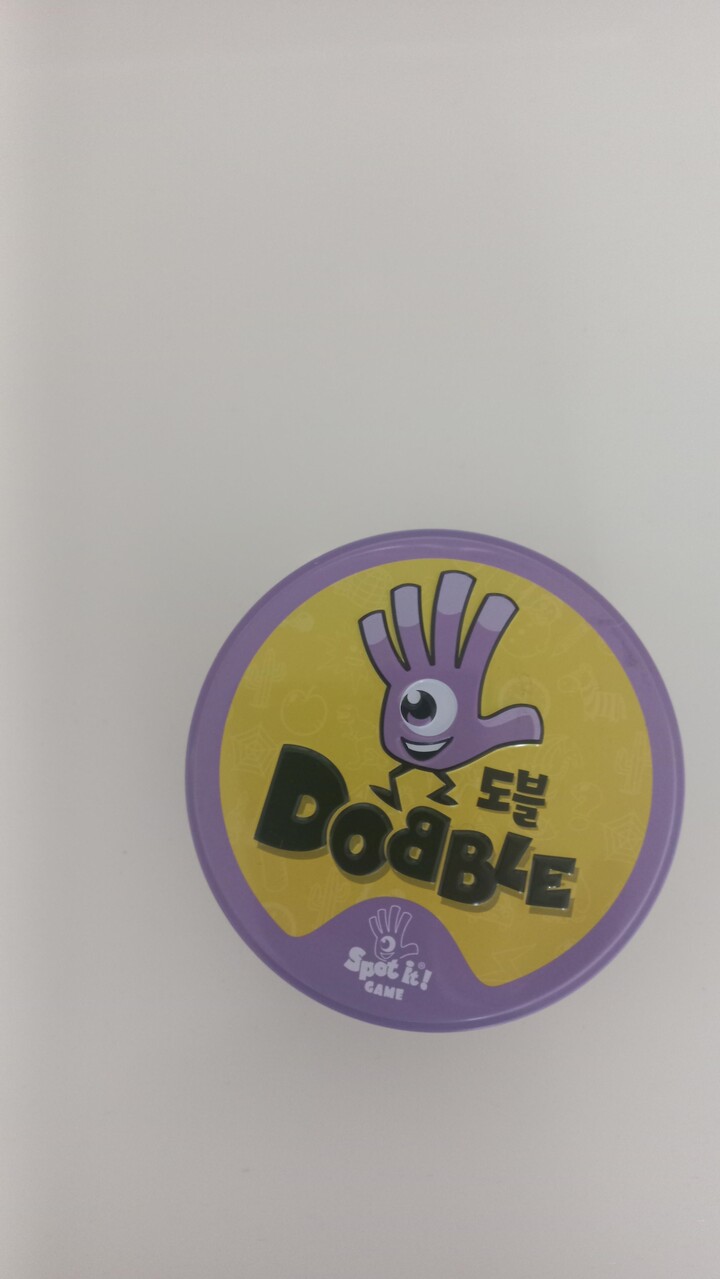 도블
DOBBLE
Spot it!
GAME